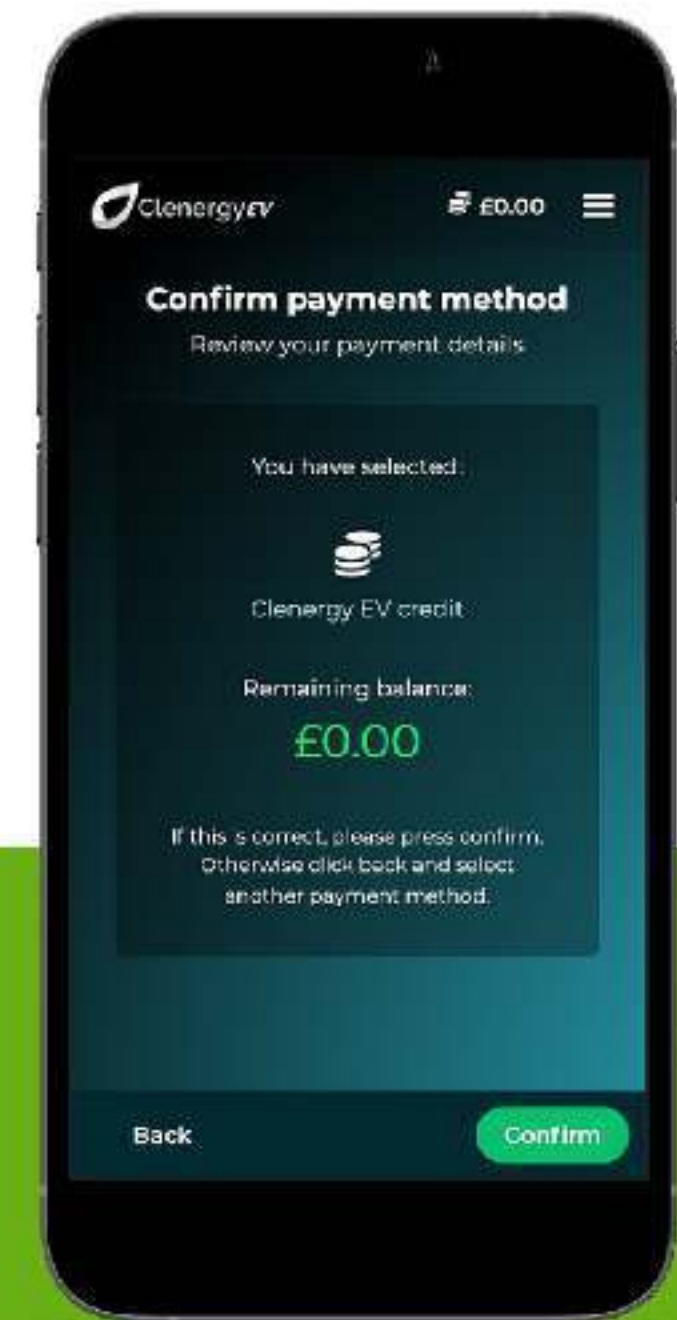 ClenergyEV £0.00
Confirm payment method
Review your payment details
You have selected:
Clenergy EV credit
Remaining balance:
£0.00
If this is correct, please press confirm.
Otherwise click back and select
another payment method.
Back Confirm